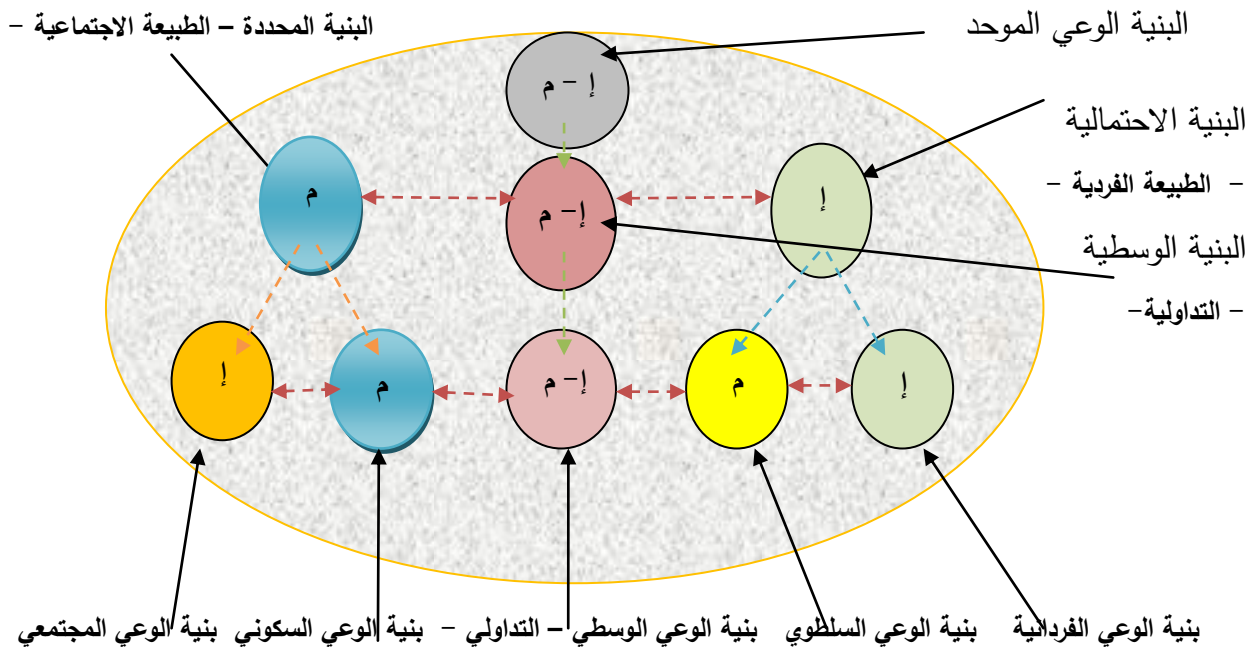 البنية المحددة – الطبيعة الاجتماعية –
البنية الوعي الموحد
إ – م
البنية الاحتمالية
– الطبيعة الفردية –
البنية الوسطية
– التداولية–
إ
إ– م
م
إ
م
إ– م
م
إ
بنية الوعي الفردانية
بنية الوعي السلطوي
بنية الوعي الوسطي – التداولي –
بنية الوعي السكوني
بنية الوعي المجتمعي